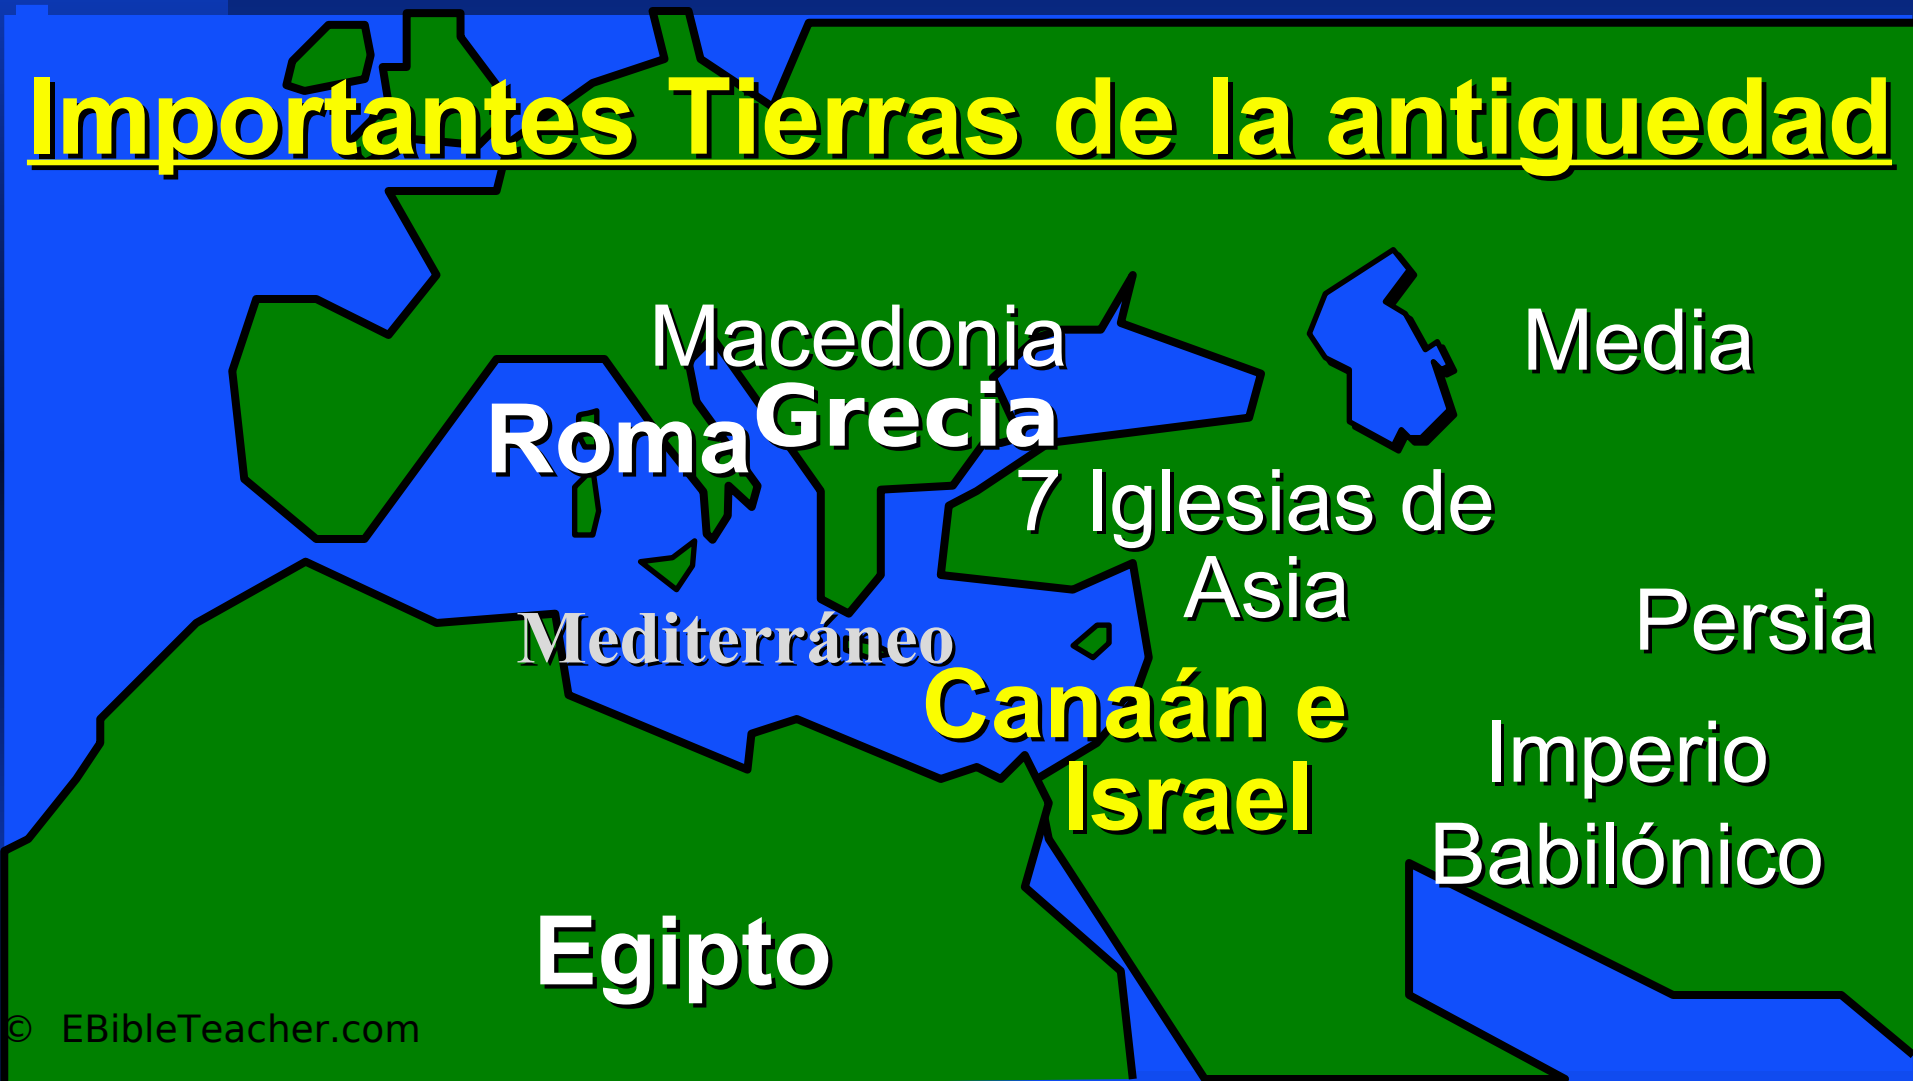 Importantes Tierras de la antiguedad
Macedonia
Media
Roma
Grecia
7 Iglesias de
Asia
Persia
Mediterráneo
Canaán e
Israel
Imperio
Babilónico
Egipto
© EBibleTeacher.com